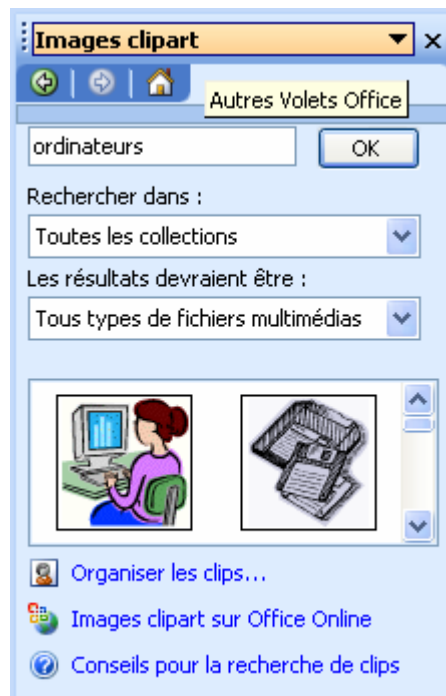 Images clipart
Autres Volets Office
ordinateurs
OK
Rechercher dans :
Toutes les collections
Les résultats devraient être :
Tous types de fichiers multimédias
Organiser les clips...
Images clipart sur Office Online
Conseils pour la recherche de clips